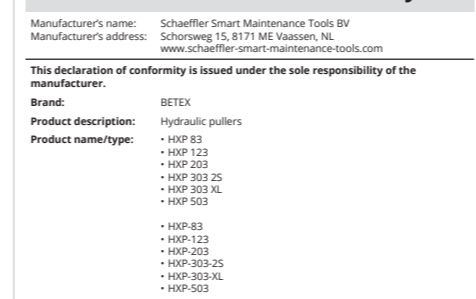 Manufacturer's name: Schaeffler Smart Maintenance Tools BV
Manufacturer's address: Schorsweg 15, 8171 ME Vaassen, NL
www.schaeffler-smart-maintenance-tools.com
This declaration of conformity is issued under the sole responsibility of the
manufacturer.
Brand: BETEX
Product description: Hydraulic pullers
Product name/type: • HXP 83
• HXP 123
• HXP 203
• HXP 303 2S
• HXP 303 XL
• HXP 503
• HXP-83
• HXP-123
• HXP-203
• HXP-303-2S
• HXP-303-XL
• HXP-503